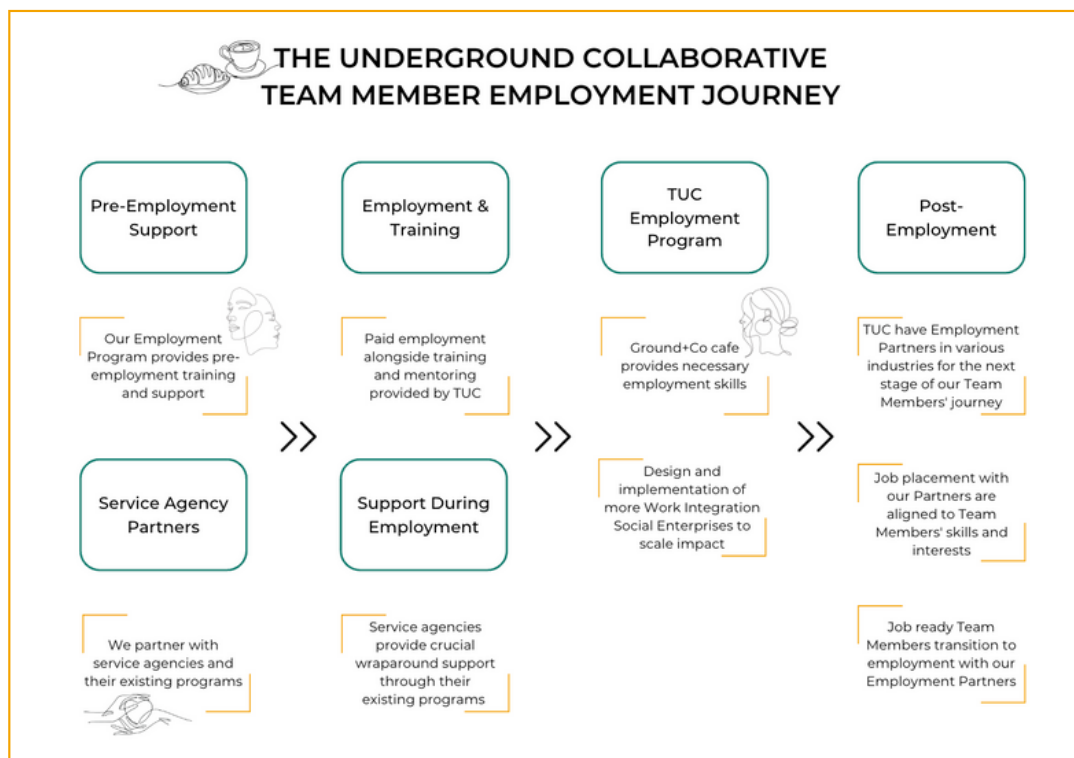 THE UNDERGROUND COLLABORATIVE
TEAM MEMBER EMPLOYMENT JOURNEY
Pre-Employment
Support
Our Employment
Program provides pre-
employment training
and support
Service Agency
Partners
We partner with
service agencies and
their existing programs
Employment &
Training
Paid employment
alongside training
and mentoring
provided by TUC
Support During
Employment
Service agencies
provide crucial
wraparound support
through their
existing programs
TUC
Employment
Program
Ground+Co cafe
provides necessary
employment skills
Design and
implementation of
more Work Integration
Social Enterprises to
scale impact
Post-
Employment
TUC have Employment
Partners in various
industries for the next
stage of our Team
Members' journey
Job placement with
our Partners are
aligned to Team
Members' skills and
interests
Job ready Team
Members transition to
employment with our
Employment Partners